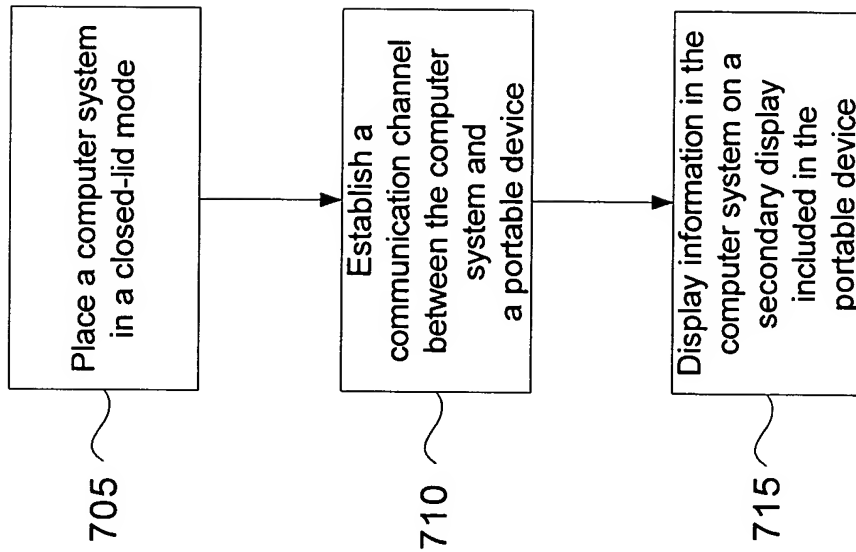 705
Place a computer system
in a closed-lid mode
710
Establish a
communication channel
between the computer
system and
a portable device
715
Display information in the
computer system on a
secondary display
included in the
portable device